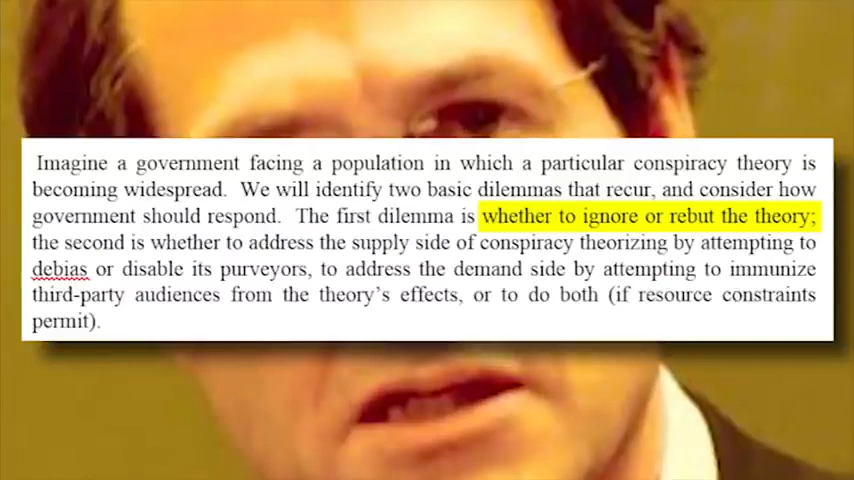 Imagine a government facing a population in which a particular conspiracy theory is
becoming widespread. We will identify two basic dilemmas that recur, and consider how
government should respond. The first dilemma is whether to ignore or rebut the theory;
the second is whether to address the supply side of conspiracy theorizing by attempting to
debias or disable its purveyors, to address the demand side by attempting to immunize
third-party audiences from the theory's effects, or to do both (if resource constraints
permit).